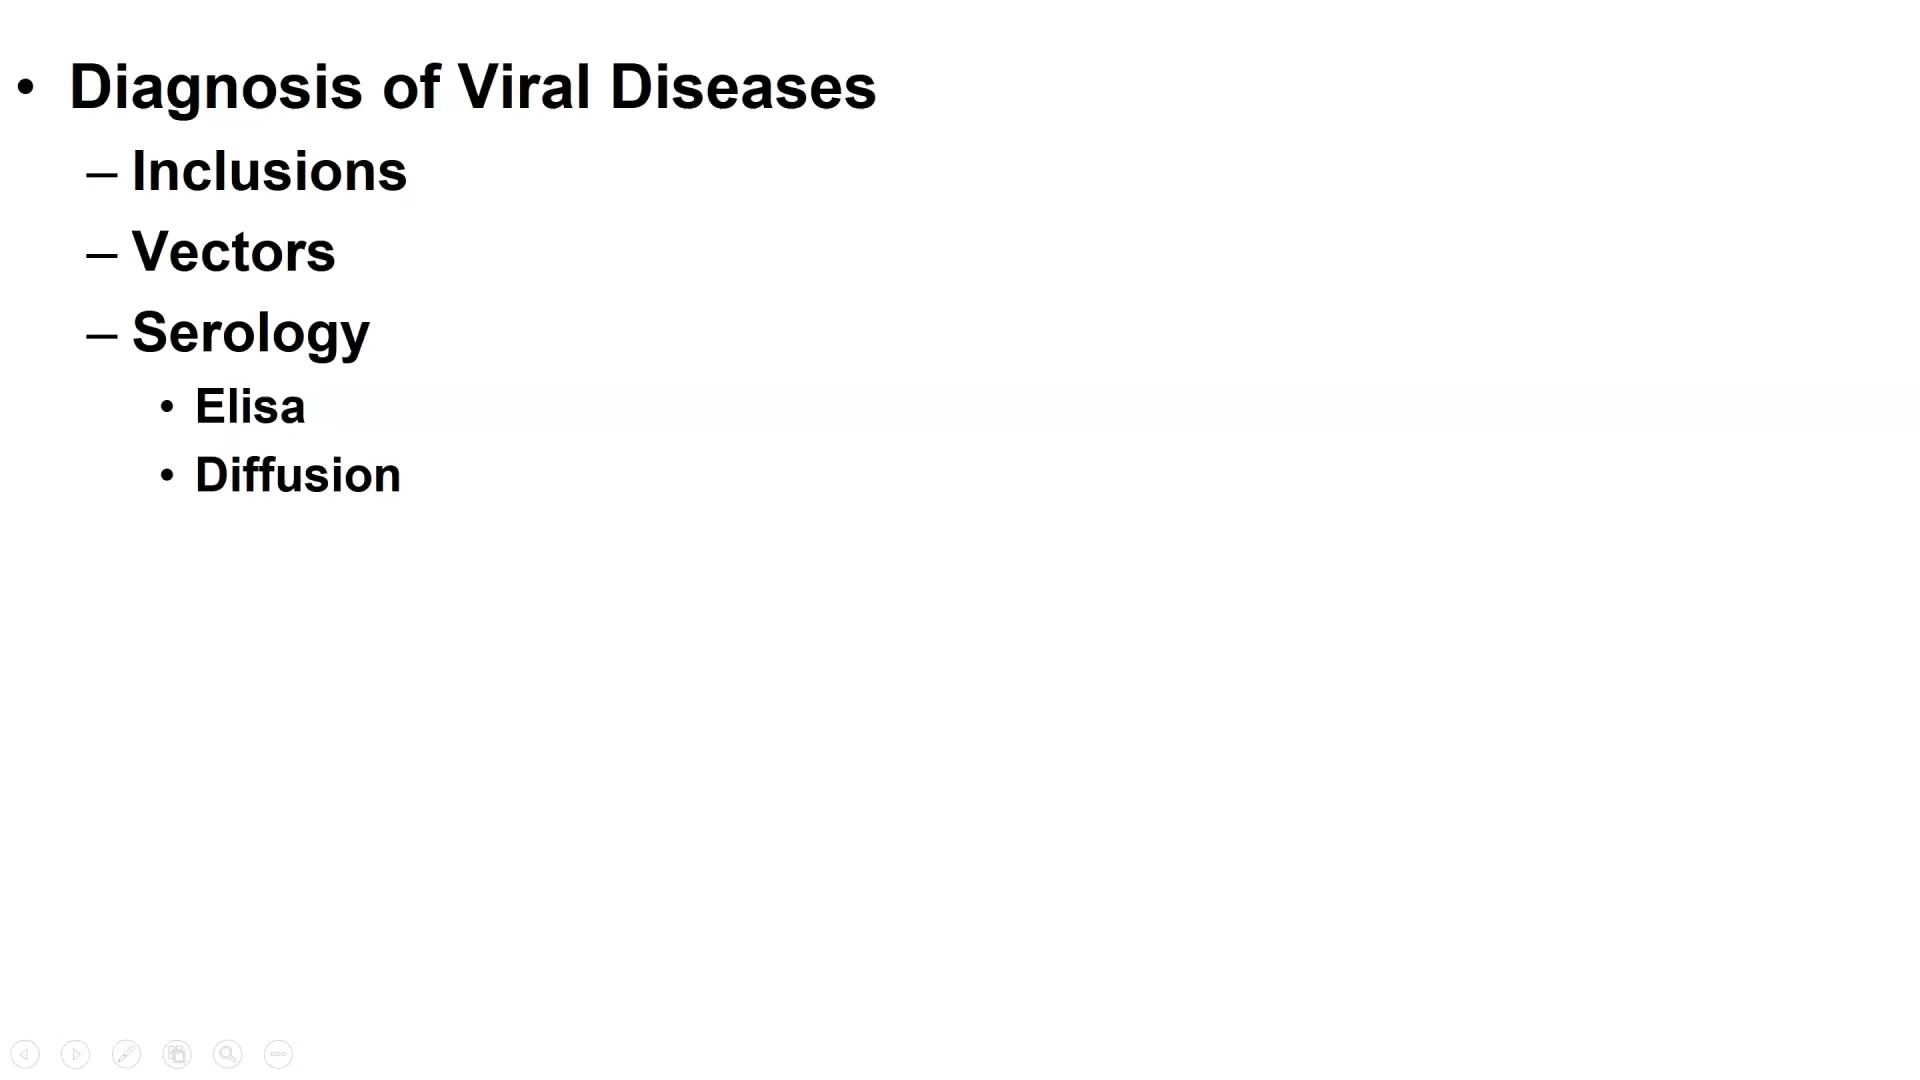 • Diagnosis of Viral Diseases
– Inclusions
– Vectors
– Serology
• Elisa
• Diffusion